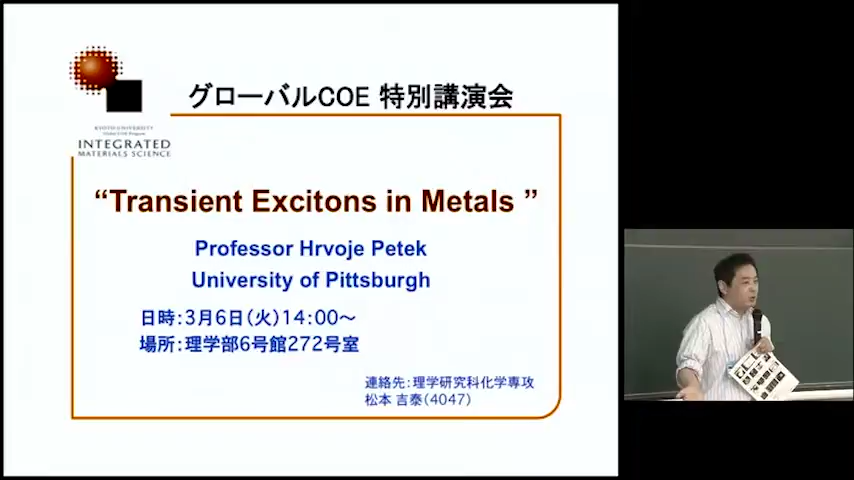 グローバルCOE 特別講演会
KYOTO UNIVERSITY
Global COE Program
INTEGRATED
MATERIALS SCIENCE
“Transient Excitons in Metals ”
Professor Hrvoje Petek
University of Pittsburgh
日時：3月6日（火）14：00～
場所：理学部6号館272号室
連絡先：理学研究科化学専攻
松本 吉泰（4047）